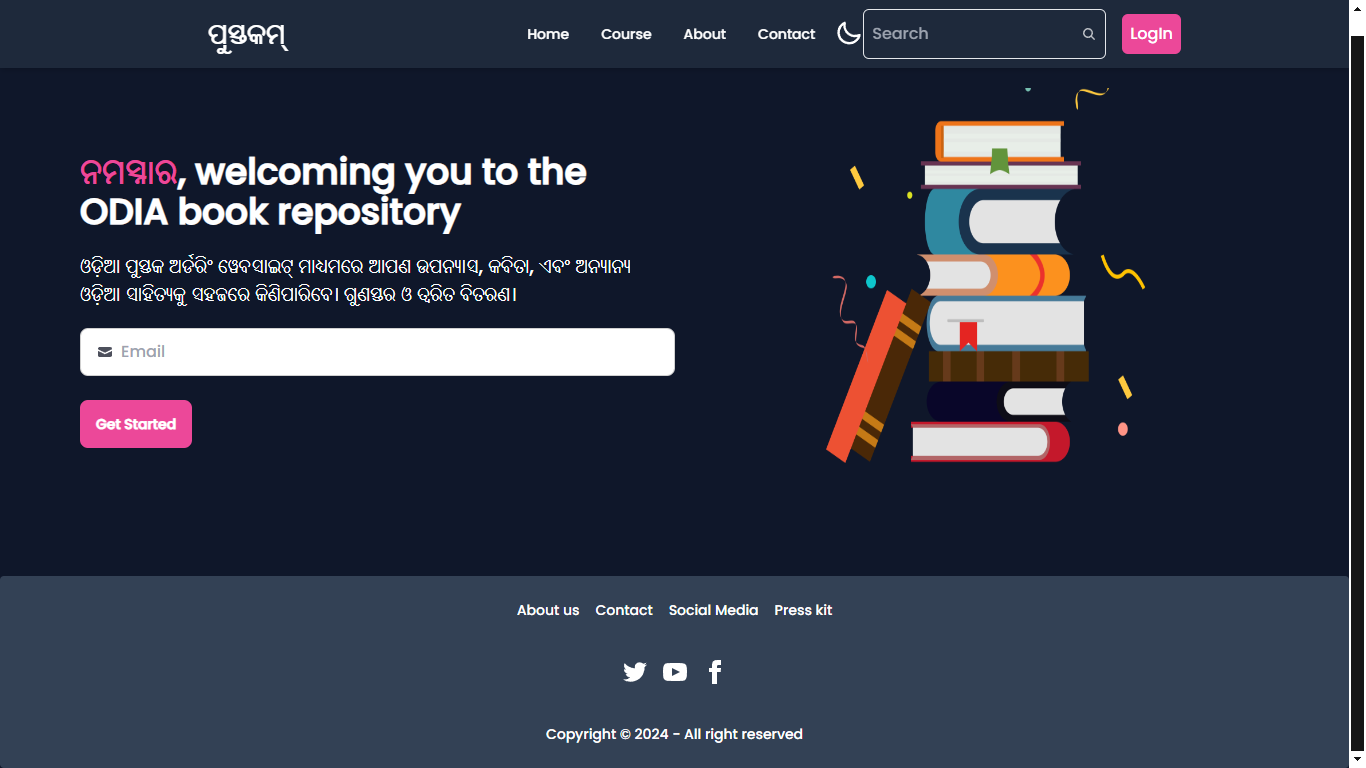 ପୁସ୍ତକମ୍
Home Course About Contact Search LogIn
ନମସ୍କାର, welcoming you to the
ODIA book repository
ଓଡ଼ିଆ ପୁସ୍ତକ ଅର୍ଡରିଂ ୱେବସାଇଟ୍ ମାଧ୍ୟମରେ ଆପଣ ଉପନ୍ୟାସ, କବିତା, ଏବଂ ଅନ୍ୟାନ୍ୟ
ଓଡ଼ିଆ ସାହିତ୍ୟକୁ ସହଜରେ କିଣିପାରିବେ। ଗୁଣସ୍ତର ଓ ତ୍ୱରିତ ବିତରଣ।
Email
Get Started
About us Contact Social Media Press kit
Copyright © 2024 - All right reserved